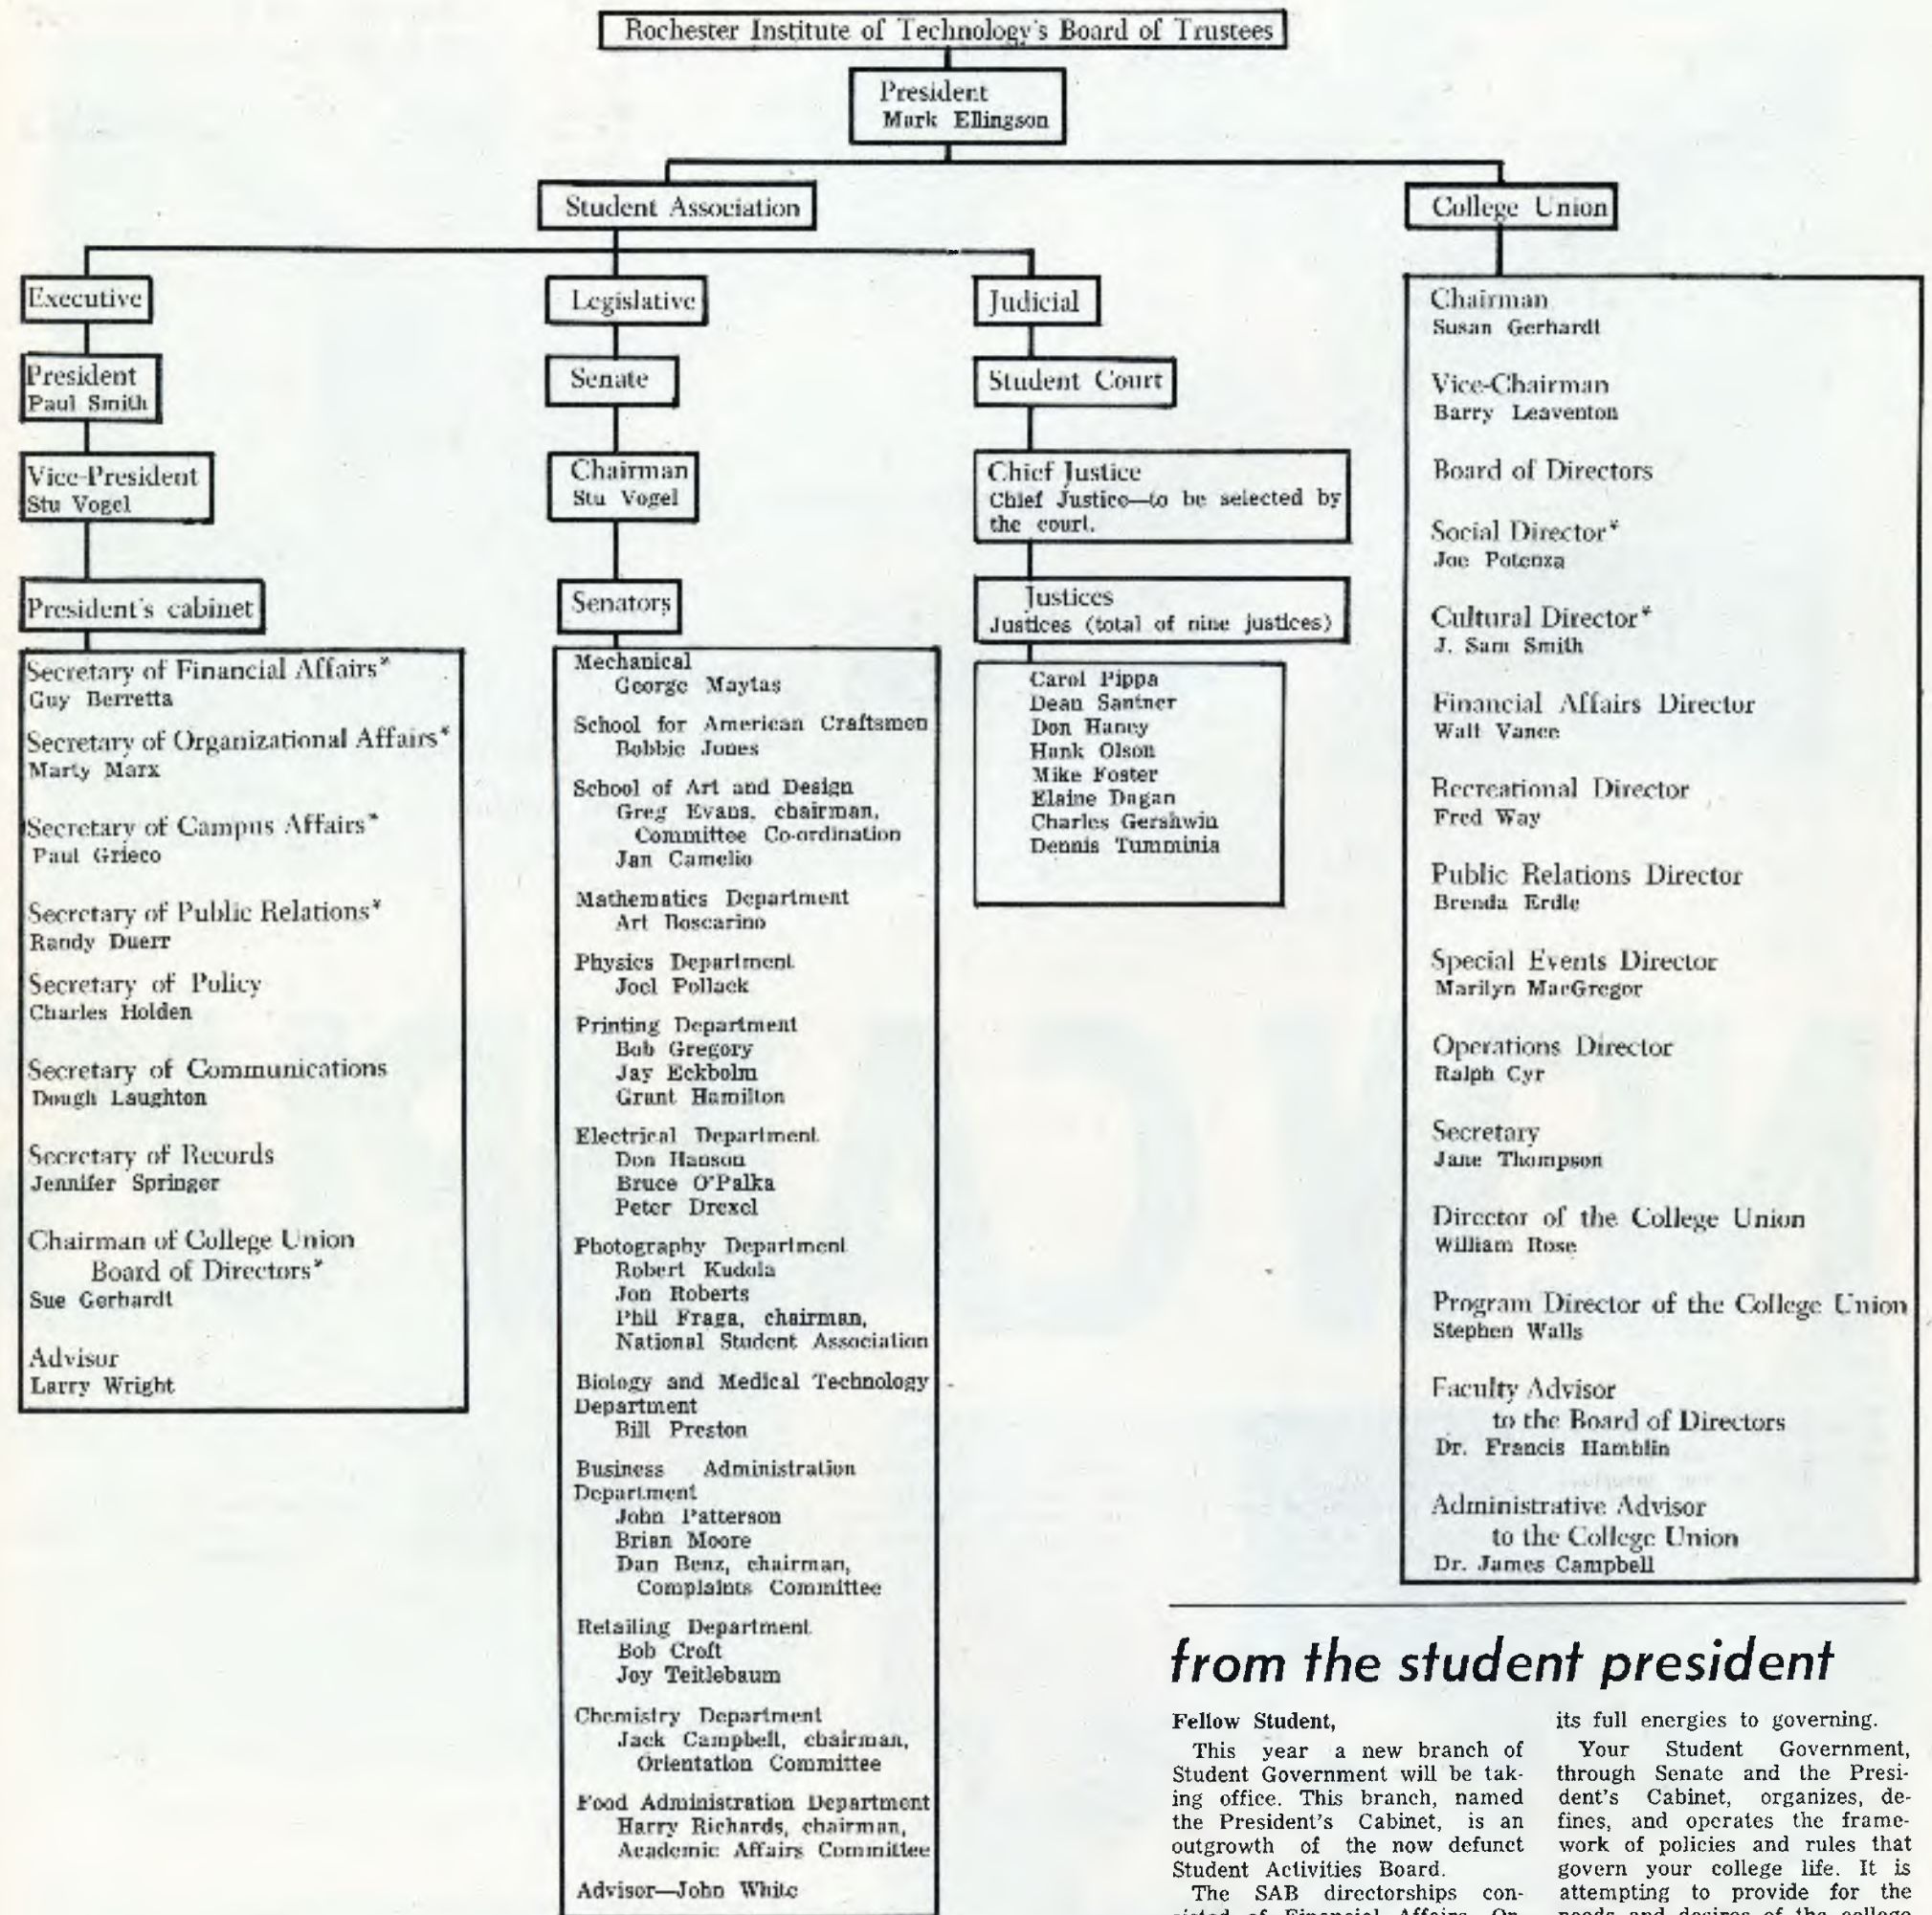 Rochester Institute of Technology's Board of Trustees
President
Mark Ellingson
Student Association
College Union
Executive
President
Paul Smith
Vice-President
Stu Vogel
President's cabinet
Secretary of Financial Affairs*
Guy Berretta
Secretary of Organizational Affairs*
Marty Marx
Secretary of Campus Affairs*
Paul Grieco
Secretary of Public Relations*
Randy Duerr
Secretary of Policy
Charles Holden
Secretary of Communications
Dough Laughton
Secretary of Records
Jennifer Springer
Chairman of College Union
Board of Directors*
Sue Gerhardt
Advisor
Larry Wright
Legislative
Senate
Chairman
Stu Vogel
Senators
Mechanical
George Maytas
School for American Craftsmen
Bobbie Jones
School of Art and Design
Greg Evans, chairman,
Committee Co-ordination
Jan Camelio
Mathematics Department
Art Boscarino
Physics Department
Joel Pollack
Printing Department
Bob Gregory
Jay Eckbolm
Grant Hamilton
Electrical Department
Don Hanson
Bruce O'Palka
Peter Drexel
Photography Department
Robert Kudola
Jon Roberts
Phil Fraga, chairman,
National Student Association
Biology and Medical Technology
Department
Bill Preston
Business Administration
Department
John Patterson
Brian Moore
Dan Benz, chairman,
Complaints Committee
Retailing Department
Bob Croft
Joy Teitlebaum
Chemistry Department
Jack Campbell, chairman,
Orientation Committee
Food Administration Department
Harry Richards, chairman,
Academic Affairs Committee
Advisor—John White
Judicial
Student Court
Chief Justice
Chief Justice—to be selected by
the court.
Justices
Justices (total of nine justices)
Carol Pippa
Dean Santner
Don Haney
Hank Olson
Mike Foster
Elaine Dagan
Charles Gershwin
Dennis Tumminia
Chairman
Susan Gerhardt
Vice-Chairman
Barry Leaventon
Board of Directors
Social Director*
Joe Potenza
Cultural Director*
J. Sam Smith
Financial Affairs Director
Walt Vance
Recreational Director
Fred Way
Public Relations Director
Brenda Erdle
Special Events Director
Marilyn MacGregor
Operations Director
Ralph Cyr
Secretary
Jane Thompson
Director of the College Union
William Rose
Program Director of the College Union
Stephen Walls
Faculty Advisor
to the Board of Directors
Dr. Francis Hamblin
Administrative Advisor
to the College Union
Dr. James Campbell
from the student president
Fellow Student,
This year a new branch of
Student Government will be tak-
ing office. This branch, named
the President's Cabinet, is an
outgrowth of the now defunct
Student Activities Board.
The SAB directorships con-
sisted of Financial Affairs, Or-
its full energies to governing.
Your Student Government,
through Senate and the Presi-
dent's Cabinet, organizes, de-
fines, and operates the frame-
work of policies and rules that
govern your college life. It is
attempting to provide for the
needs and desires of the college